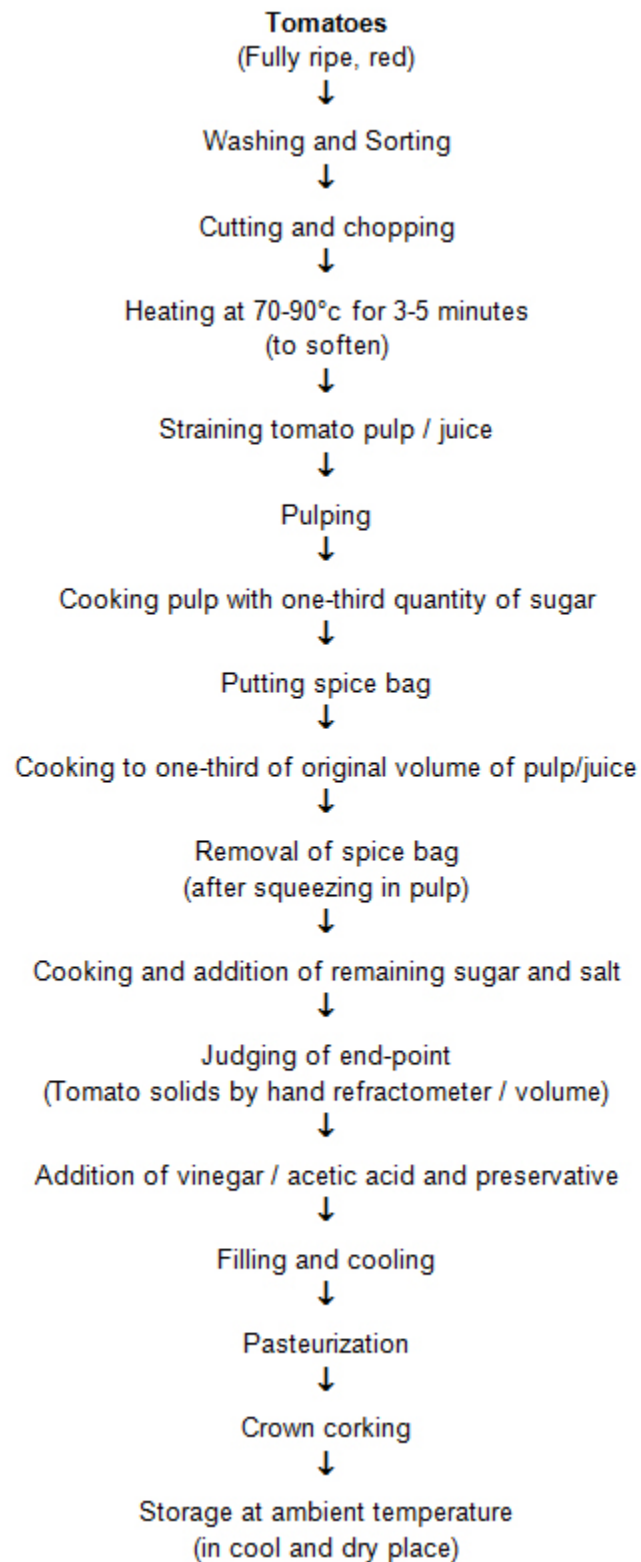 Tomatoes
(Fully ripe, red)
↓
Washing and Sorting
↓
Cutting and chopping
↓
Heating at 70-90°c for 3-5 minutes
(to soften)
↓
Straining tomato pulp / juice
↓
Pulping
↓
Cooking pulp with one-third quantity of sugar
↓
Putting spice bag
↓
Cooking to one-third of original volume of pulp/juice
↓
Removal of spice bag
(after squeezing in pulp)
↓
Cooking and addition of remaining sugar and salt
↓
Judging of end-point
(Tomato solids by hand refractometer / volume)
↓
Addition of vinegar / acetic acid and preservative
↓
Filling and cooling
↓
Pasteurization
↓
Crown corking
↓
Storage at ambient temperature
(in cool and dry place)